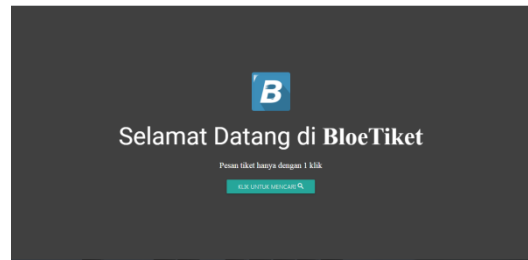 B
Selamat Datang di BloeTiket
Pesan tiket hanya dengan 1 klik
KLIK UNTUK MENCARI